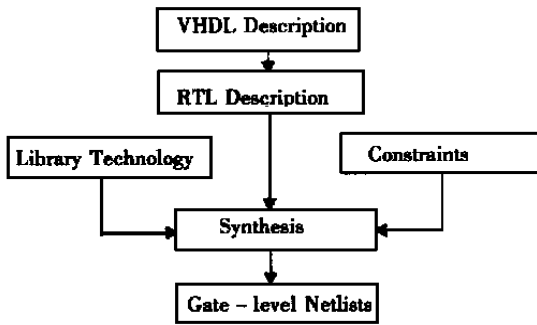 VHDL Description
RTL Description
Library Technology
Constraints
Synthesis
Gate – level Netlists